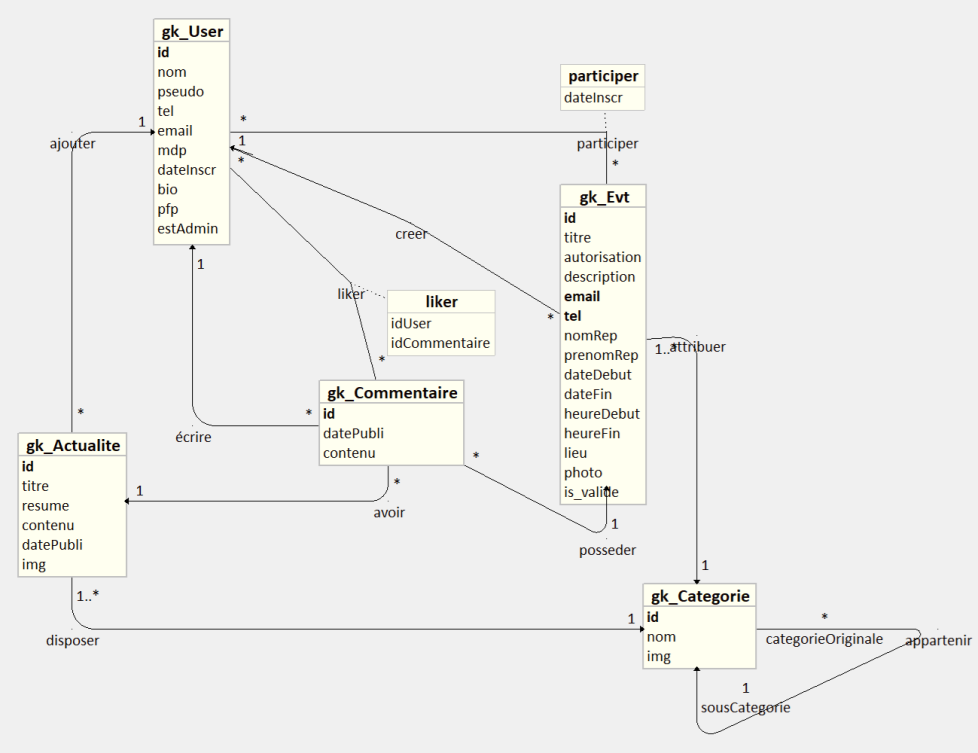 gk_User
id
nom
pseudo
tel
email
mdp
dateInscr
bio
pfp
estAdmin
participer
dateInscr
ajouter
1
*
1
*
participer
*
gk_Evt
id
titre
autorisation
description
email
tel
nomRep
prenomRep
dateDebut
dateFin
heureDebut
heureFin
lieu
photo
is_valide
creer
*
1
liker
liker
idUser
idCommentaire
*
1..*
attribuer
gk_Commentaire
id
datePubli
contenu
*
écrire
*
gk_Actualite
id
titre
resume
contenu
datePubli
img
*
*
1
avoir
1
posseder
1
1..*
disposer
1
gk_Categorie
id
nom
img
*
categorieOriginale
appartenir
1
sousCategorie